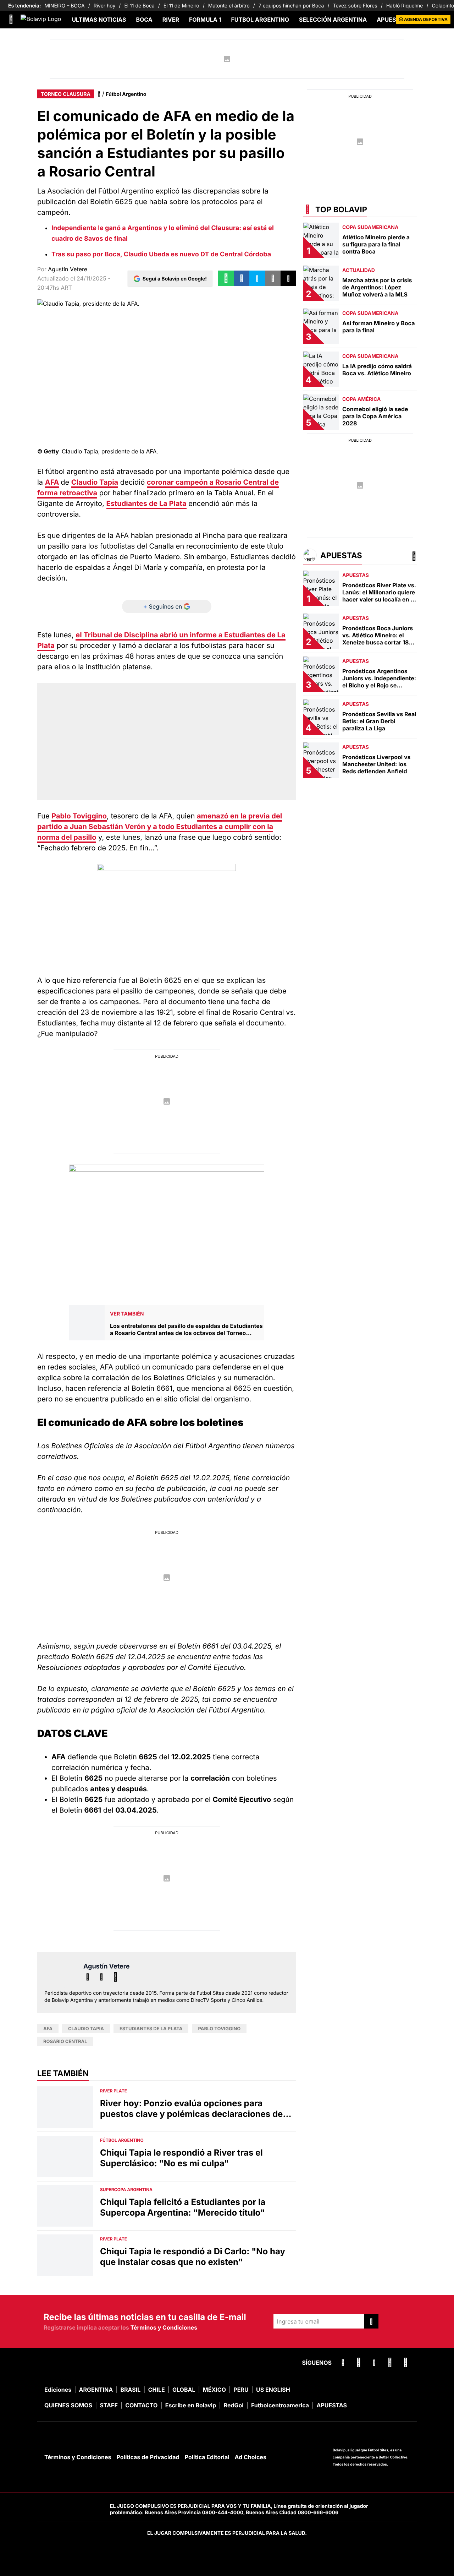 Es tendencia: MINEIRO – BOCA / River hoy / El 11 de Boca / El 11 de Mineiro / Matonte el árbitro / 7 equipos hinchan por Boca / Tevez sobre Flores / Habló Riquelme / Colapinto
Bolavip Logo ULTIMAS NOTICIAS BOCA RIVER FORMULA 1 FUTBOL ARGENTINO SELECCIÓN ARGENTINA APUES AGENDA DEPORTIVA
TORNEO CLAUSURA / Fútbol Argentino
El comunicado de AFA en medio de la
polémica por el Boletín y la posible
sanción a Estudiantes por su pasillo
a Rosario Central
La Asociación del Fútbol Argentino explicó las discrepancias sobre la
publicación del Boletín 6625 que habla sobre los pasillos para el
campeón.
Independiente le ganó a Argentinos y lo eliminó del Clausura: así está el
cuadro de 8avos de final
Tras su paso por Boca, Claudio Úbeda es nuevo DT de Central Córdoba
Por Agustín Vetere
Actualizado el 24/11/2025 -
20:47hs ART
Seguí a Bolavip en Google!
Claudio Tapia, presidente de la AFA.
© Getty Claudio Tapia, presidente de la AFA.
El fútbol argentino está atravesado por una importante polémica desde que
la AFA de Claudio Tapia decidió coronar campeón a Rosario Central de
forma retroactiva por haber finalizado primero en la Tabla Anual. En el
Gigante de Arroyito, Estudiantes de La Plata encendió aún más la
controversia.
Es que dirigentes de la AFA habían presionado al Pincha para que realizara
un pasillo para los futbolistas del Canalla en reconocimiento de este título
otorgado en las oficinas de Puerto Madero. Sin embargo, los platenses lo
hacerlo de espaldas a Ángel Di María y compañía, en repudio a esta
decisión.
+ Seguinos en
Este lunes, el Tribunal de Disciplina abrió un informe a Estudiantes de La
Plata por su proceder y llamó a declarar a los futbolistas participantes
durante en las próximas 48 horas antes de que se conozca una sanción
para ellos o la institución platense.
Fue Pablo Toviggino, tesorero de la AFA, quien amenazó en la previa del
partido a Juan Sebastián Verón y a todo Estudiantes a cumplir con la
norma del pasillo y, este lunes, lanzó una frase que luego cobró sentido:
“Fechado febrero de 2025. En fin…”.
A lo que hizo referencia fue al Boletín 6625 en el que se explican las
especificaciones para el pasillo de campeones, donde se señala que debe
ser de frente a los campeones. Pero el documento tiene una fecha de
creación del 23 de noviembre a las 19:21, post derrota de Rosario Central vs.
Estudiantes, fecha muy distante al 12 de febrero que señala el documento.
¿Fue manipulado?
PUBLICIDAD
VER TAMBIÉN
Los entretelones del pasillo de espaldas de Estudiantes
a Rosario Central antes de los octavos del Torneo...
Al respecto, y en medio de una importante polémica y acusaciones cruzadas
en redes sociales, AFA publicó un comunicado para defenderse en el que
explica sobre la correlación de los Boletines Oficiales y su numeración.
Incluso, hacen referencia al Boletín 6661, que menciona al 6625 en cuestión,
pero no se encuentra publicado en el sitio oficial del organismo.
El comunicado de AFA sobre los boletines
Los Boletines Oficiales de la Asociación del Fútbol Argentino tienen números
correlativos.
En el caso que nos ocupa, el Boletín 6625 del 12.02.2025, tiene correlación
tanto en número como en su fecha de publicación, la cual no puede ser
alterada en virtud de los Boletines publicados con anterioridad y a
continuación.
PUBLICIDAD
Asimismo, según puede observarse en el Boletín 6661 del 03.04.2025, el
precitado Boletín 6625 del 12.04.2025 se encuentra entre todas las
Resoluciones adoptadas y aprobadas por el Comité Ejecutivo.
De lo expuesto, claramente se advierte que el Boletín 6625 y los temas en el
tratados corresponden al 12 de febrero de 2025, tal como se encuentra
publicado en la página oficial de la Asociación del Fútbol Argentino.
DATOS CLAVE
AFA defiende que Boletín 6625 del 12.02.2025 tiene correcta
correlación numérica y fecha.
El Boletín 6625 no puede alterarse por la correlación con boletines
publicados antes y después.
El Boletín 6625 fue adoptado y aprobado por el Comité Ejecutivo según
el Boletín 6661 del 03.04.2025.
PUBLICIDAD
Agustín Vetere
Periodista deportivo con trayectoria desde 2015. Forma parte de Futbol Sites desde 2021 como redactor
de Bolavip Argentina y anteriormente trabajó en medios como DirecTV Sports y Cinco Anillos.
AFA CLAUDIO TAPIA ESTUDIANTES DE LA PLATA PABLO TOVIGGINO
ROSARIO CENTRAL
LEE TAMBIÉN
RIVER PLATE
River hoy: Ponzio evalúa opciones para
puestos clave y polémicas declaraciones de...
FÚTBOL ARGENTINO
Chiqui Tapia le respondió a River tras el
Superclásico: "No es mi culpa"
SUPERCOPA ARGENTINA
Chiqui Tapia felicitó a Estudiantes por la
Supercopa Argentina: "Merecido título"
RIVER PLATE
Chiqui Tapia le respondió a Di Carlo: "No hay
que instalar cosas que no existen"
PUBLICIDAD
TOP BOLAVIP
1
COPA SUDAMERICANA
Atlético Mineiro pierde a
su figura para la final
contra Boca
2
ACTUALIDAD
Marcha atrás por la crisis
de Argentinos: López
Muñoz volverá a la MLS
3
COPA SUDAMERICANA
Así forman Mineiro y Boca
para la final
4
COPA SUDAMERICANA
La IA predijo cómo saldrá
Boca vs. Atlético Mineiro
5
COPA AMÉRICA
Conmebol eligió la sede
para la Copa América
2028
PUBLICIDAD
APUESTAS
1
APUESTAS
Pronósticos River Plate vs.
Lanús: el Millonario quiere
hacer valer su localía en ...
2
APUESTAS
Pronósticos Boca Juniors
vs. Atlético Mineiro: el
Xeneize busca cortar 18...
3
APUESTAS
Pronósticos Argentinos
Juniors vs. Independiente:
el Bicho y el Rojo se...
4
APUESTAS
Pronósticos Sevilla vs Real
Betis: el Gran Derbi
paraliza La Liga
5
APUESTAS
Pronósticos Liverpool vs
Manchester United: los
Reds defienden Anfield
Recibe las últimas noticias en tu casilla de E-mail
Registrarse implica aceptar los Términos y Condiciones
Ingresa tu email
SÍGUENOS
Ediciones | ARGENTINA | BRASIL | CHILE | GLOBAL | MÉXICO | PERU | US ENGLISH
QUIENES SOMOS | STAFF | CONTACTO | Escribe en Bolavip | RedGol | Futbolcentroamerica | APUESTAS
Términos y Condiciones Políticas de Privacidad Política Editorial Ad Choices
Bolavip, al igual que Futbol Sites, es una
compañía perteneciente a Better Collective.
Todos los derechos reservados.
EL JUEGO COMPULSIVO ES PERJUDICIAL PARA VOS Y TU FAMILIA, Línea gratuita de orientación al jugador
problemático: Buenos Aires Provincia 0800-444-4000, Buenos Aires Ciudad 0800-666-6006
EL JUGAR COMPULSIVAMENTE ES PERJUDICIAL PARA LA SALUD.